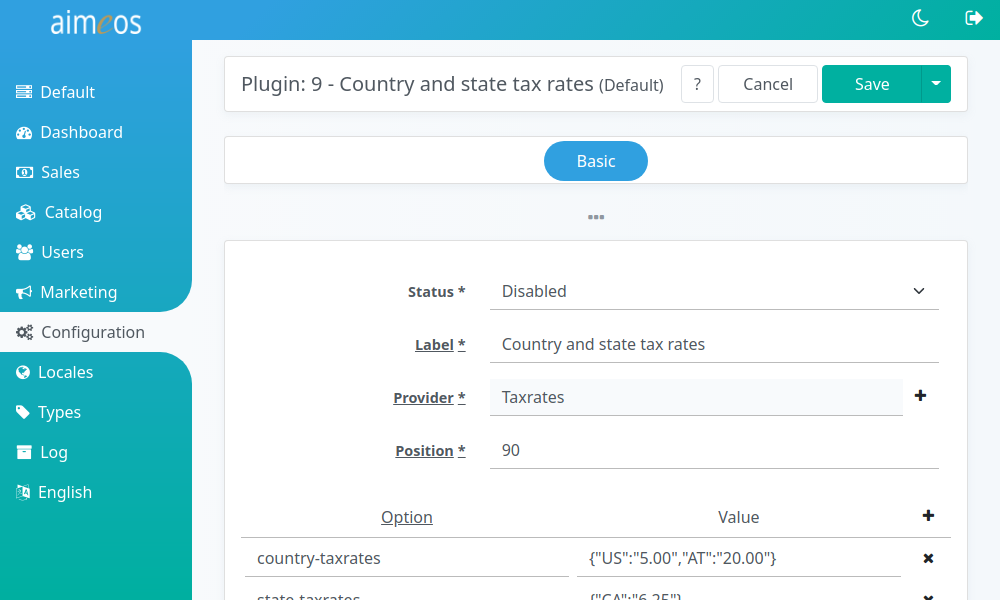 aimeos
Default
Dashboard
Sales
Catalog
Users
Marketing
Configuration
Locales
Types
Log
English
Plugin: 9 - Country and state tax rates (Default)
?
Cancel
Save
Basic
Status * Disabled
Label * Country and state tax rates
Provider * Taxrates
Position * 90
Option Value
country-taxrates {"US":"5.00","AT":"20.00"}
state-taxrates {"CA":"6.25"}